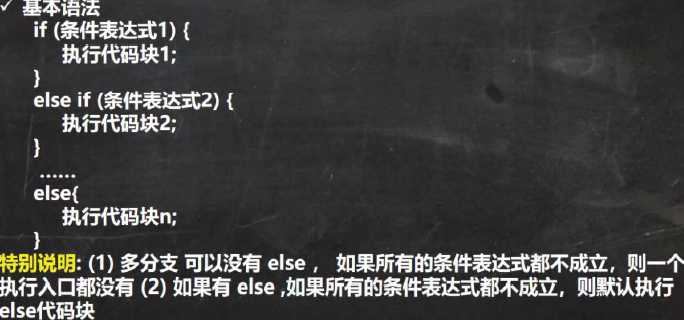 ✓ 基本语法
if (条件表达式1) {
执行代码块1;
}
else if (条件表达式2) {
执行代码块2;
}
……
else{
执行代码块n;
}
特别说明: (1) 多分支 可以没有 else ， 如果所有的条件表达式都不成立，则一个
执行入口都没有 (2) 如果有 else ,如果所有的条件表达式都不成立，则默认执行
else代码块